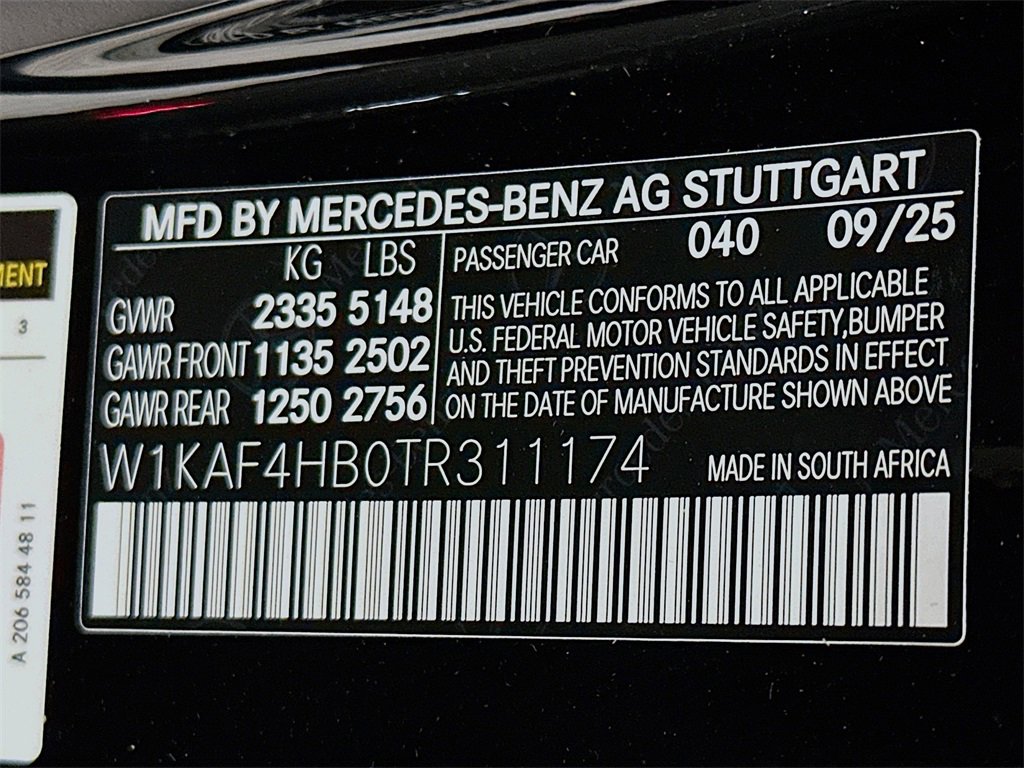 MFD BY MERCEDES-BENZ AG STUTTGART
KG LBS
GVWR 2335 5148
GAWR FRONT 1135 2502
GAWR REAR 1250 2756
PASSENGER CAR 040 09/25
THIS VEHICLE CONFORMS TO ALL APPLICABLE
U.S. FEDERAL MOTOR VEHICLE SAFETY,BUMPER
AND THEFT PREVENTION STANDARDS IN EFFECT
ON THE DATE OF MANUFACTURE SHOWN ABOVE
W1KAF4HB0TR311174
MADE IN SOUTH AFRICA
3
A 206 584 48 11